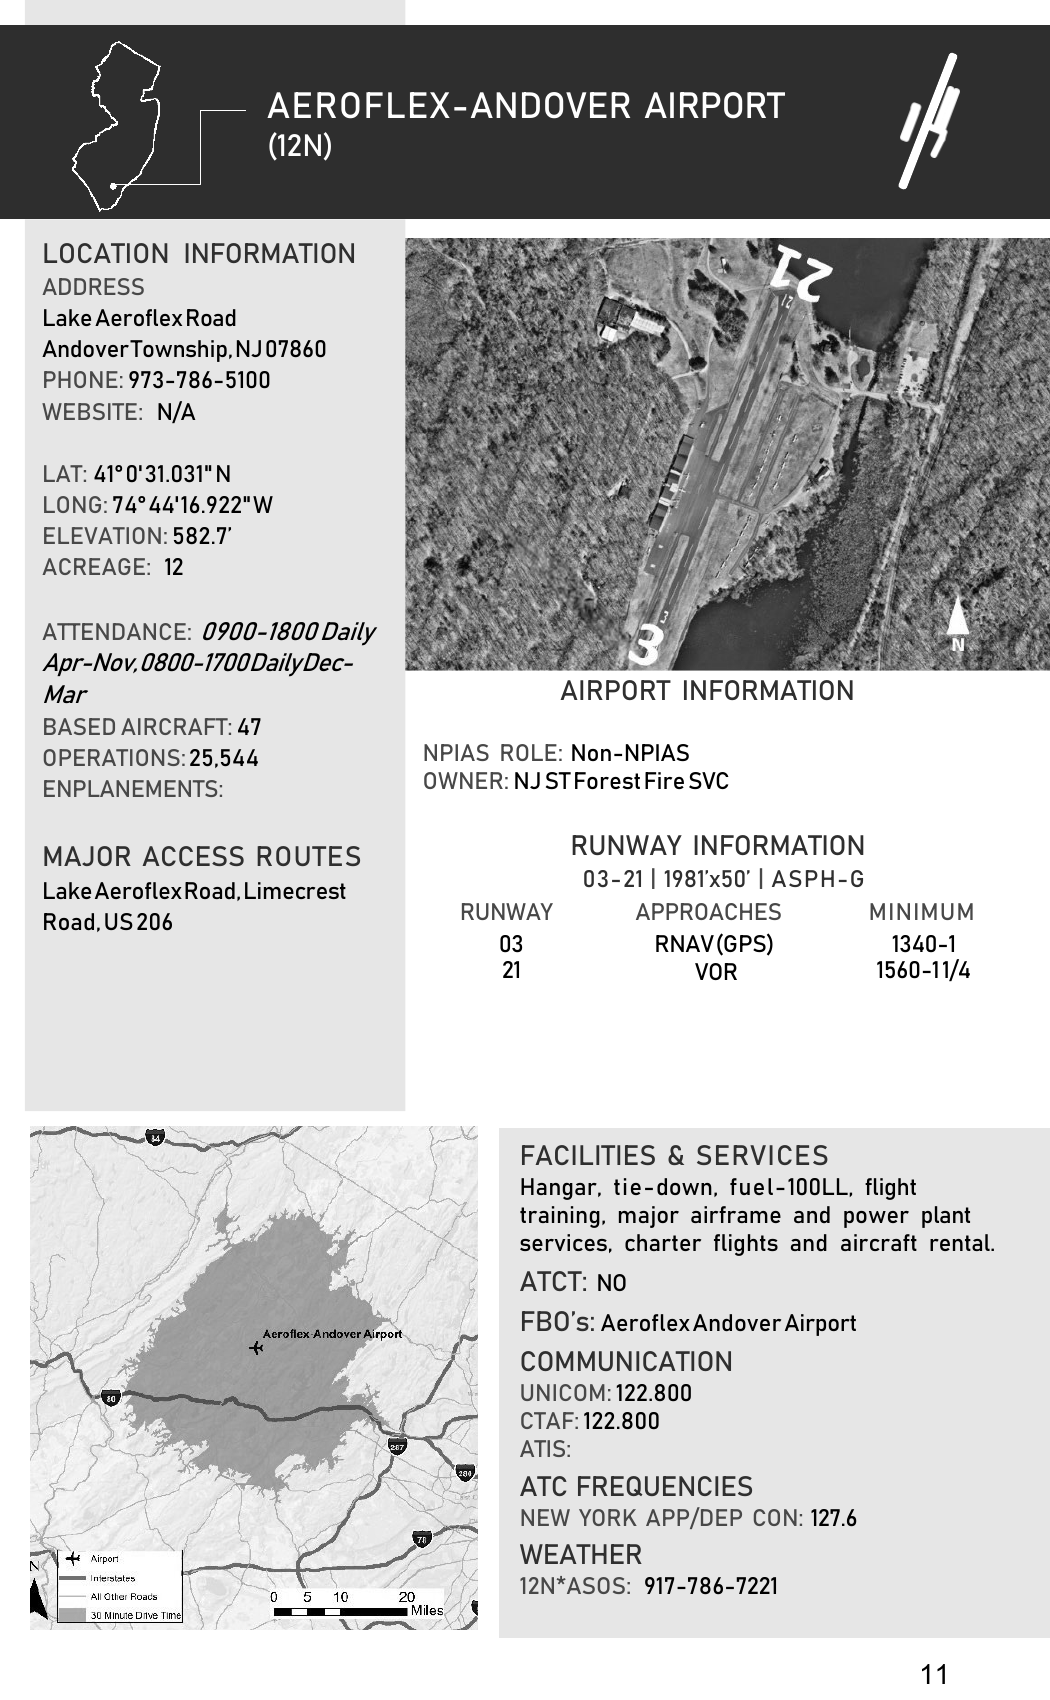 AEROFLEX-ANDOVER AIRPORT
(12N)
LOCATION INFORMATION
ADDRESS
Lake Aeroflex Road
Andover Township, NJ 07860
PHONE: 973-786-5100
WEBSITE: N/A
LAT: 41° 0' 31.031" N
LONG: 74° 44' 16.922" W
ELEVATION: 582.7’
ACREAGE: 12
ATTENDANCE: 0900-1800 Daily
Apr-Nov, 0800-1700 Daily Dec-
Mar
BASED AIRCRAFT: 47
OPERATIONS: 25,544
ENPLANEMENTS:
MAJOR ACCESS ROUTES
Lake Aeroflex Road, Limecrest
Road, US 206
21
21
3
3
N
AIRPORT INFORMATION
NPIAS ROLE: Non-NPIAS
OWNER: NJ ST Forest Fire SVC
RUNWAY INFORMATION
03-21 | 1981’x50’ | ASPH-G
RUNWAY APPROACHES MINIMUM
03 RNAV (GPS) 1340-1
21 VOR 1560-11/4
84
Aeroflex-Andover Airport
80
287
280
78
N
Airport
Interstates
All Other Roads
30 Minute Drive Time
0 5 10 20
Miles
FACILITIES & SERVICES
Hangar, tie-down, fuel-100LL, flight
training, major airframe and power plant
services, charter flights and aircraft rental.
ATCT: NO
FBO’s: Aeroflex Andover Airport
COMMUNICATION
UNICOM: 122.800
CTAF: 122.800
ATIS:
ATC FREQUENCIES
NEW YORK APP/DEP CON: 127.6
WEATHER
12N*ASOS: 917-786-7221
11